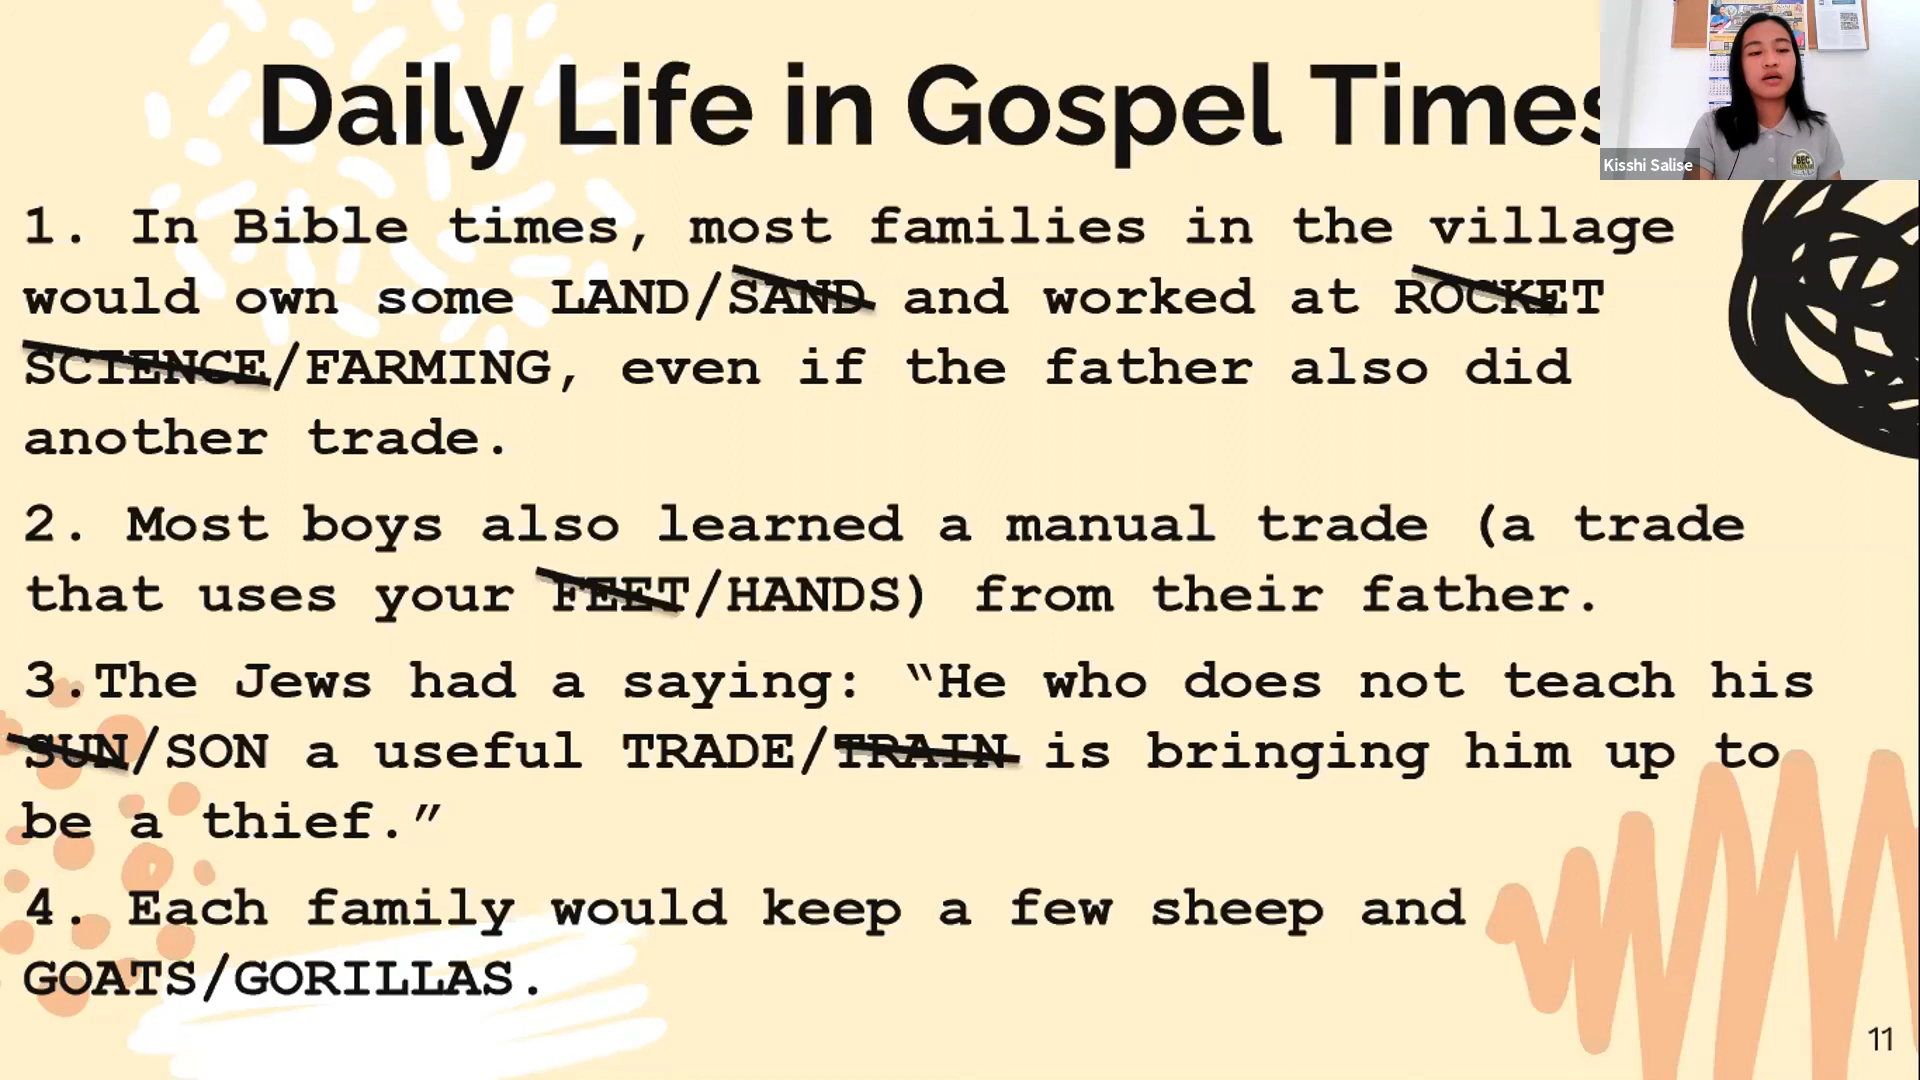 Daily Life in Gospel Times
Kisshi Salise
BEC
1. In Bible times, most families in the village
would own some LAND/SAND and worked at ROCKET
SCIENCE/FARMING, even if the father also did
another trade.
2. Most boys also learned a manual trade (a trade
that uses your FEET/HANDS) from their father.
3.The Jews had a saying: “He who does not teach his
SUN/SON a useful TRADE/TRAIN is bringing him up to
be a thief.”
4. Each family would keep a few sheep and
GOATS/GORILLAS.
11